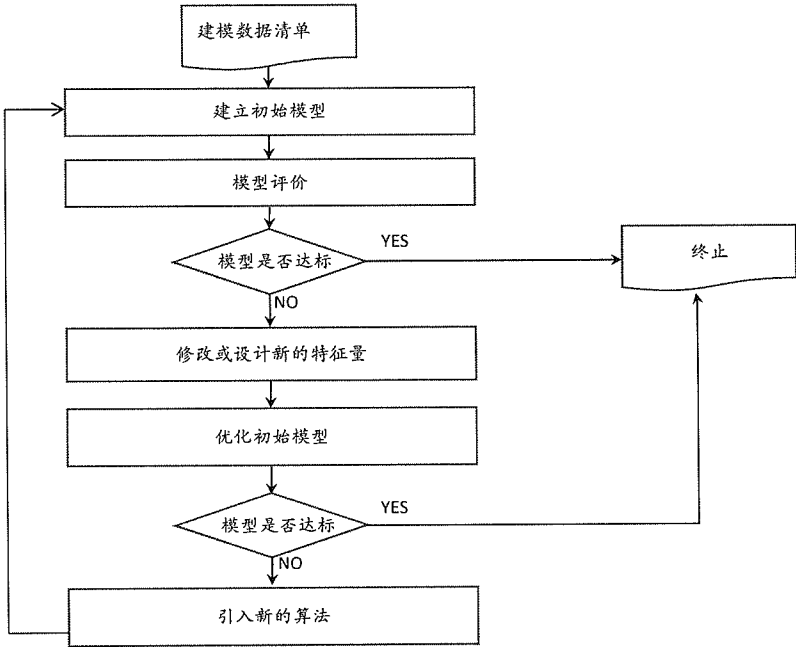 建模数据清单
建立初始模型
模型评价
模型是否达标
YES
终止
NO
修改或设计新的特征量
优化初始模型
模型是否达标
YES
NO
引入新的算法